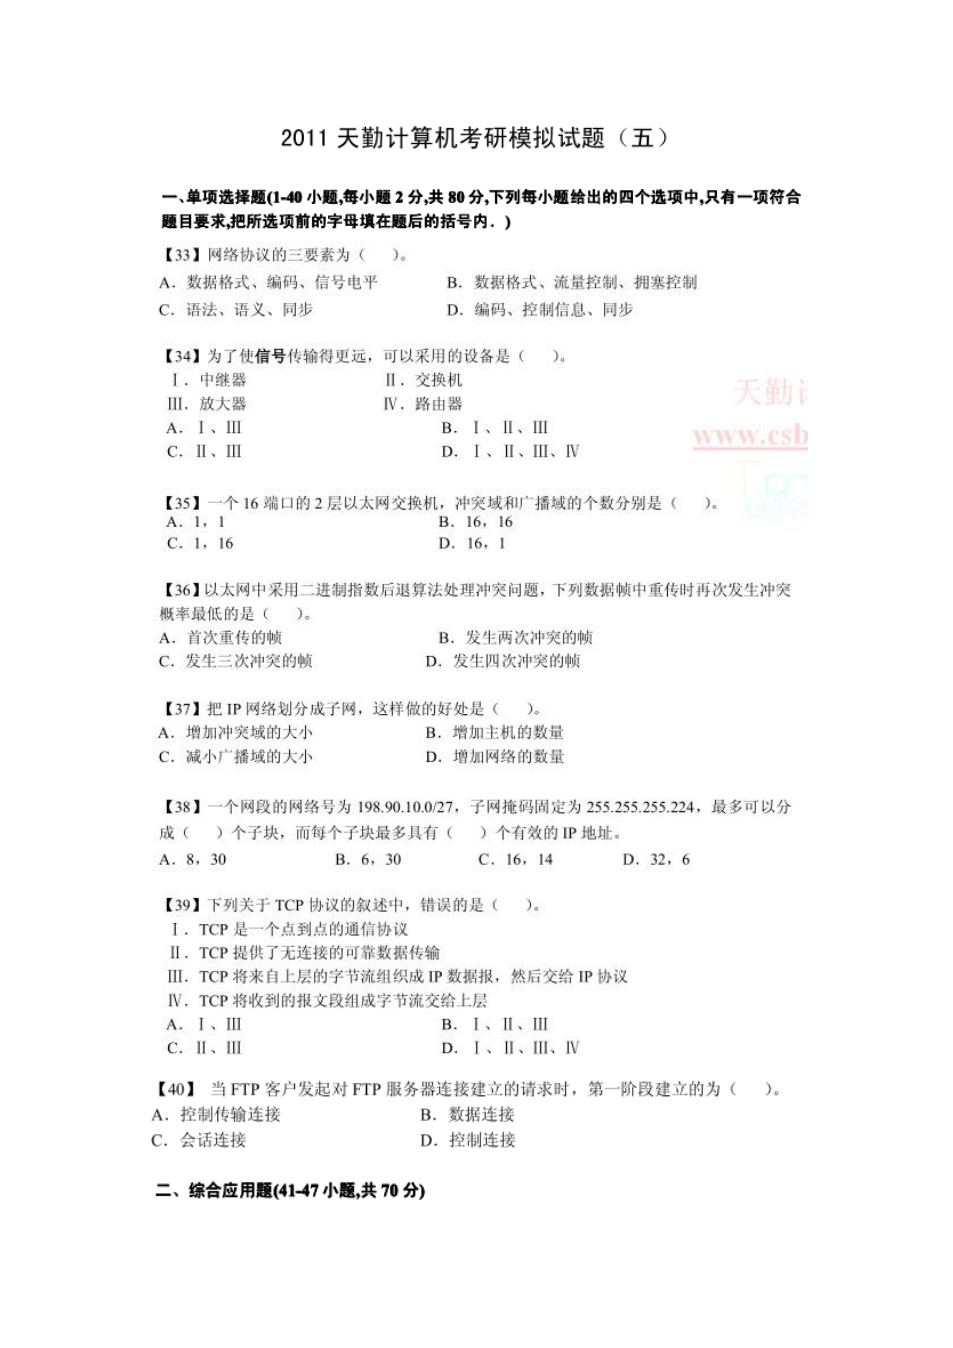 2011 天勤计算机考研模拟试题（五）
一、单项选择题(1-40 小题,每小题 2 分,共 80 分,下列每小题给出的四个选项中,只有一项符合
题目要求,把所选项前的字母填在题后的括号内．)
【33】网络协议的三要素为（　）。
A．数据格式、编码、信号电平　B．数据格式、流量控制、拥塞控制
C．语法、语义、同步　D．编码、控制信息、同步
【34】为了使信号传输得更远，可以采用的设备是（　）。
Ⅰ．中继器　Ⅱ．交换机
Ⅲ．放大器　Ⅳ．路由器
A．Ⅰ、Ⅲ　B．Ⅰ、Ⅱ、Ⅲ
C．Ⅱ、Ⅲ　D．Ⅰ、Ⅱ、Ⅲ、Ⅳ
天勤
www.csb
【35】一个 16 端口的 2 层以太网交换机，冲突域和广播域的个数分别是（　）。
A．1，1　B．16，16
C．1，16　D．16，1
【36】以太网中采用二进制指数后退算法处理冲突问题，下列数据帧中重传时再次发生冲突
概率最低的是（　）。
A．首次重传的帧　B．发生两次冲突的帧
C．发生三次冲突的帧　D．发生四次冲突的帧
【37】把 IP 网络划分成子网，这样做的好处是（　）。
A．增加冲突域的大小　B．增加主机的数量
C．减小广播域的大小　D．增加网络的数量
【38】一个网段的网络号为 198.90.10.0/27，子网掩码固定为 255.255.255.224，最多可以分
成（　）个子块，而每个子块最多具有（　）个有效的 IP 地址。
A．8，30　B．6，30　C．16，14　D．32，6
【39】下列关于 TCP 协议的叙述中，错误的是（　）。
Ⅰ．TCP 是一个点到点的通信协议
Ⅱ．TCP 提供了无连接的可靠数据传输
Ⅲ．TCP 将来自上层的字节流组织成 IP 数据报，然后交给 IP 协议
Ⅳ．TCP 将收到的报文段组成字节流交给上层
A．Ⅰ、Ⅲ　B．Ⅰ、Ⅱ、Ⅲ
C．Ⅱ、Ⅲ　D．Ⅰ、Ⅱ、Ⅲ、Ⅳ
【40】 当 FTP 客户发起对 FTP 服务器连接建立的请求时，第一阶段建立的为（　）。
A．控制传输连接　B．数据连接
C．会话连接　D．控制连接
二、综合应用题(41-47 小题,共 70 分)